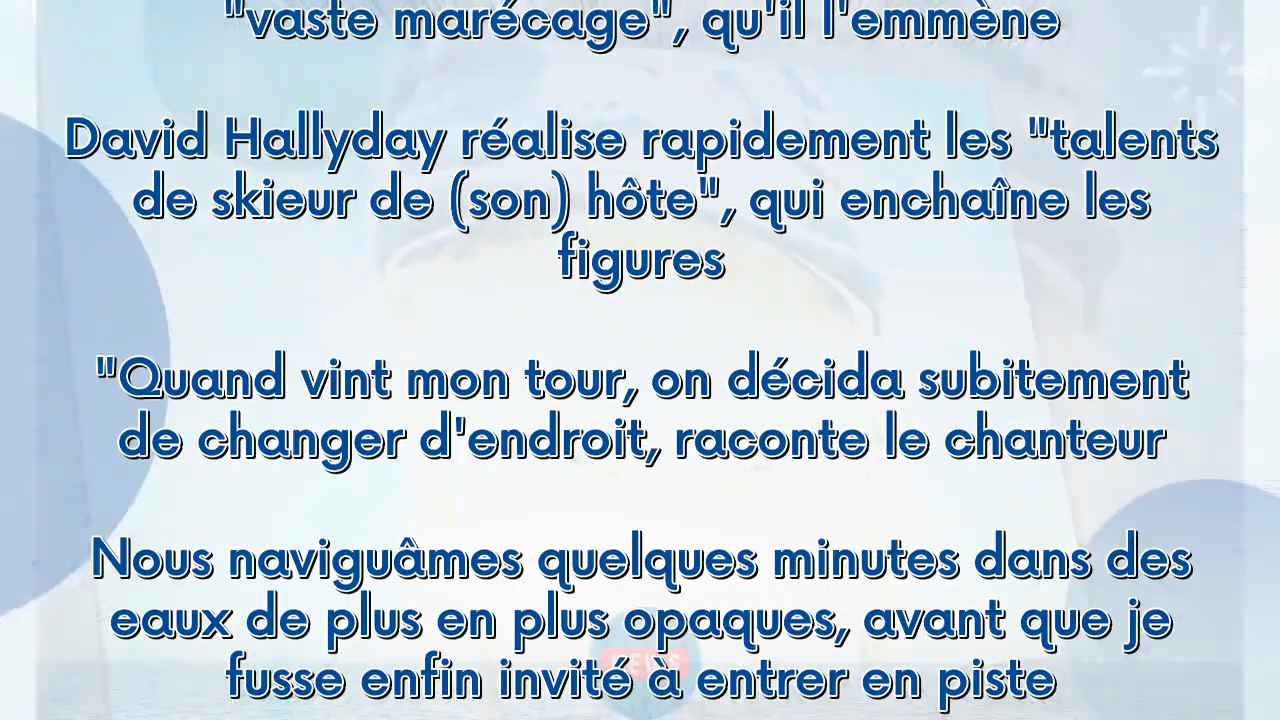 "vaste marécage", qu'il l'emmène
David Hallyday réalise rapidement les "talents
de skieur de (son) hôte", qui enchaîne les
figures
"Quand vint mon tour, on décida subitement
de changer d'endroit, raconte le chanteur
Nous naviguâmes quelques minutes dans des
eaux de plus en plus opaques, avant que je
fusse enfin invité à entrer en piste